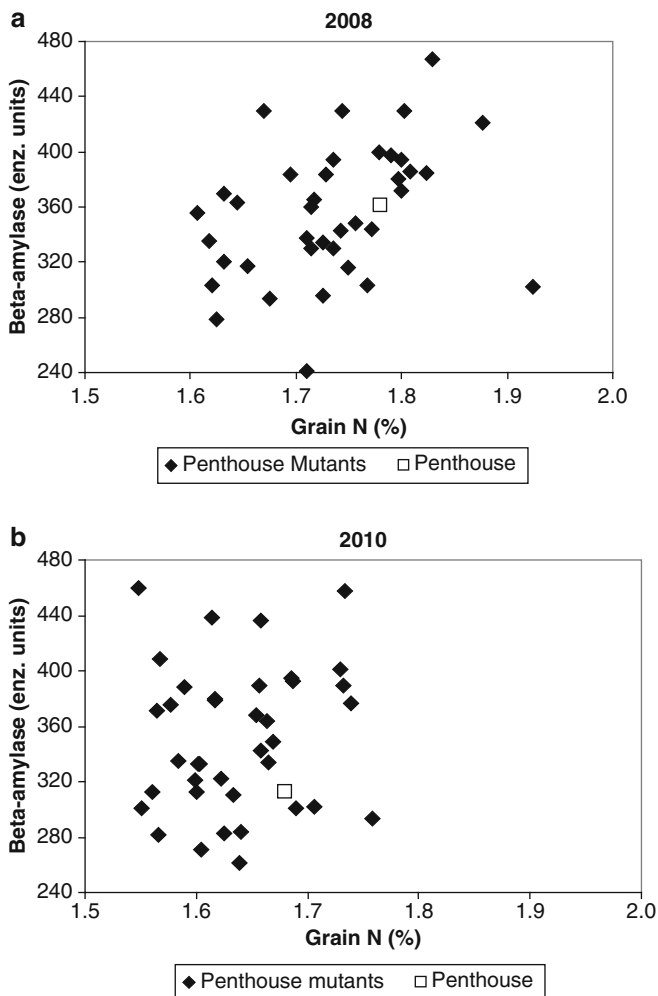 a
2008
480
440
400
360
320
280
240
Beta-amylase (enz. units)
1.5 1.6 1.7 1.8 1.9 2.0
Grain N (%)
Penthouse Mutants Penthouse
b
2010
480
440
400
360
320
280
240
Beta-amylase (enz. units)
1.5 1.6 1.7 1.8 1.9 2.0
Grain N (%)
Penthouse mutants Penthouse